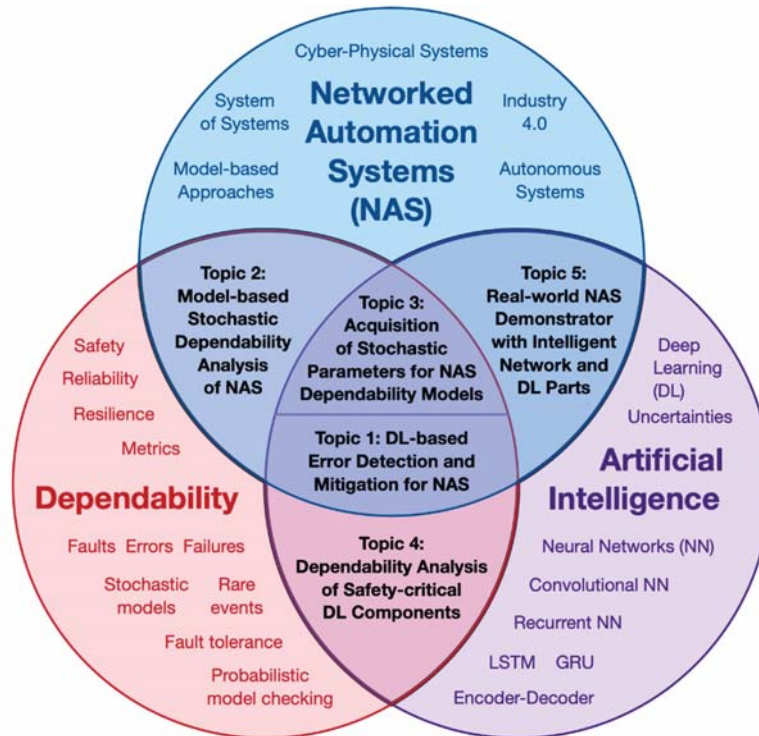 Cyber-Physical Systems
Networked
Automation
Systems
(NAS)
System
of Systems
Industry
4.0
Model-based
Approaches
Autonomous
Systems
Topic 2:
Model-based
Stochastic
Dependability
Analysis
of NAS
Topic 3:
Acquisition
of Stochastic
Parameters for NAS
Dependability Models
Topic 5:
Real-world NAS
Demonstrator
with Intelligent
Network and
DL Parts
Safety
Reliability
Resilience
Metrics
Dependability
Faults Errors Failures
Stochastic
models
Rare
events
Fault tolerance
Probabilistic
model checking
Topic 1: DL-based
Error Detection and
Mitigation for NAS
Topic 4:
Dependability Analysis
of Safety-critical
DL Components
Deep
Learning
(DL)
Uncertainties
Artificial
Intelligence
Neural Networks (NN)
Convolutional NN
Recurrent NN
LSTM GRU
Encoder-Decoder